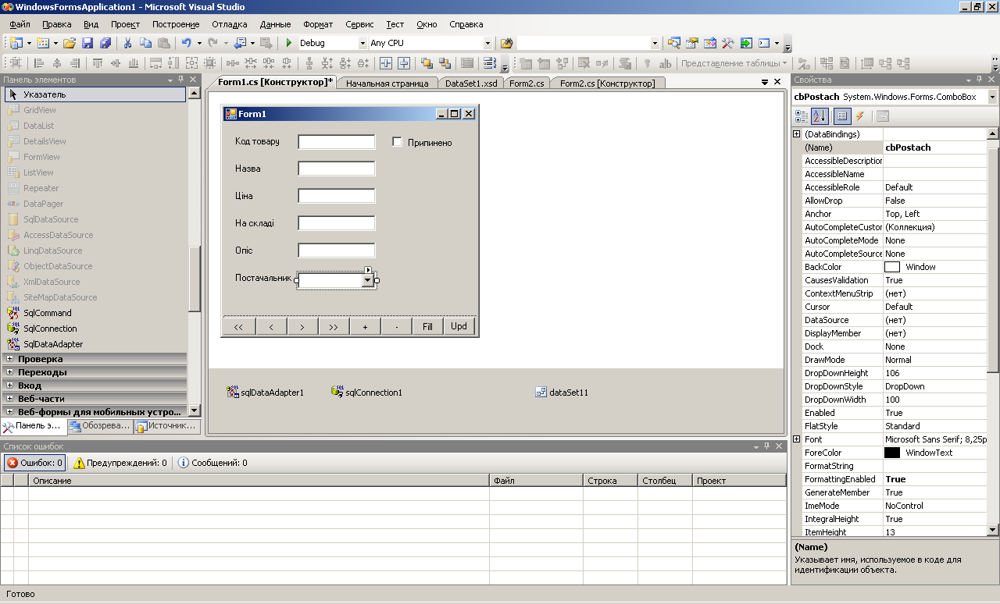 WindowsFormsApplication1 - Microsoft Visual Studio
Файл Правка Вид Проект Построение Отладка Данные Формат Сервис Тест Окно Справка
Debug Any CPU
ab| Представление таблицы
Панель элементов
Указатель
GridView
DataList
DetailsView
FormView
ListView
Repeater
DataPager
SqlDataSource
AccessDataSource
LinqDataSource
ObjectDataSource
XmlDataSource
SiteMapDataSource
SqlCommand
SqlConnection
SqlDataAdapter
Проверка
Переходы
Вход
Веб-части
Веб-формы для мобильных устро...
Панель э... Обозрева... Источник...
Form1.cs [Конструктор]* Начальная страница DataSet1.xsd Form2.cs Form2.cs [Конструктор]
Form1
Код товару Припинено
Назва
Ціна
На складі
Опіс
Постачальник
<< < > >> + - Fill Upd
sqlDataAdapter1 sqlConnection1 dataSet11
Свойства
cbPostach System.Windows.Forms.ComboBox
(DataBindings)
(Name) cbPostach
AccessibleDescription
AccessibleName
AccessibleRole Default
AllowDrop False
Anchor Top, Left
AutoCompleteCustor (Коллекция)
AutoCompleteMode None
AutoCompleteSource None
BackColor Window
CausesValidation True
ContextMenuStrip (нет)
Cursor Default
DataSource (нет)
DisplayMember (нет)
Dock None
DrawMode Normal
DropDownHeight 106
DropDownStyle DropDown
DropDownWidth 100
Enabled True
FlatStyle Standard
Font Microsoft Sans Serif; 8,25p
ForeColor WindowText
FormatString
FormattingEnabled True
GenerateMember True
ImeMode NoControl
IntegralHeight True
ItemHeight 13
(Name)
Указывает имя, используемое в коде для
идентификации объекта.
Список ошибок
Ошибок: 0 Предупреждений: 0 Сообщений: 0
Описание Файл Строка Столбец Проект
Готово